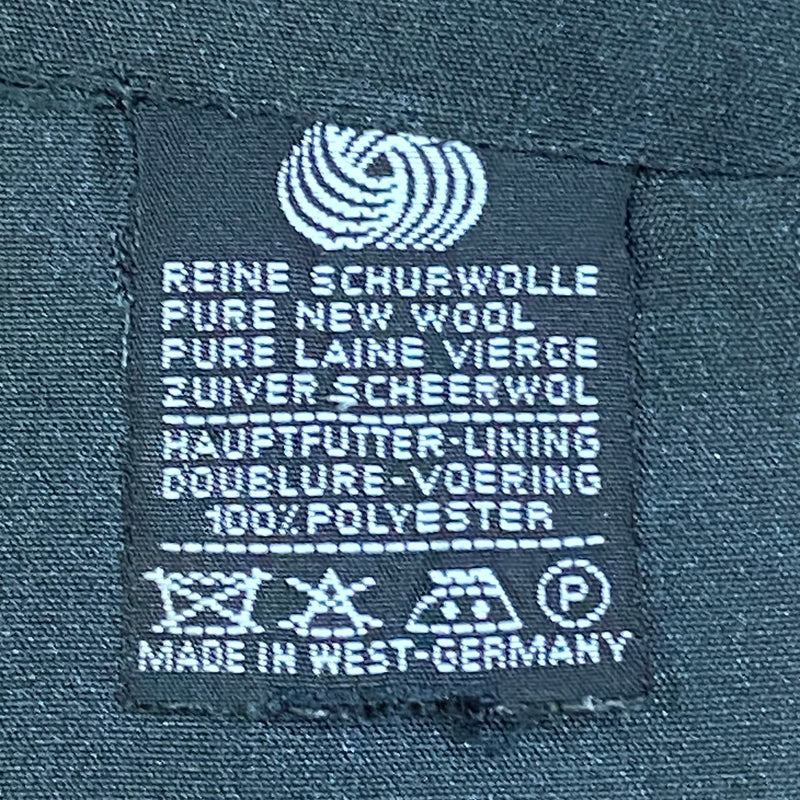 REINE SCHURWOLLE
PURE NEW WOOL
PURE LAINE VIERGE
ZUIVER SCHEERWOL
HAUPTFUTTER-LINING
DOUBLURE-VOERING
100% POLYESTER
P
MADE IN WEST-GERMANY